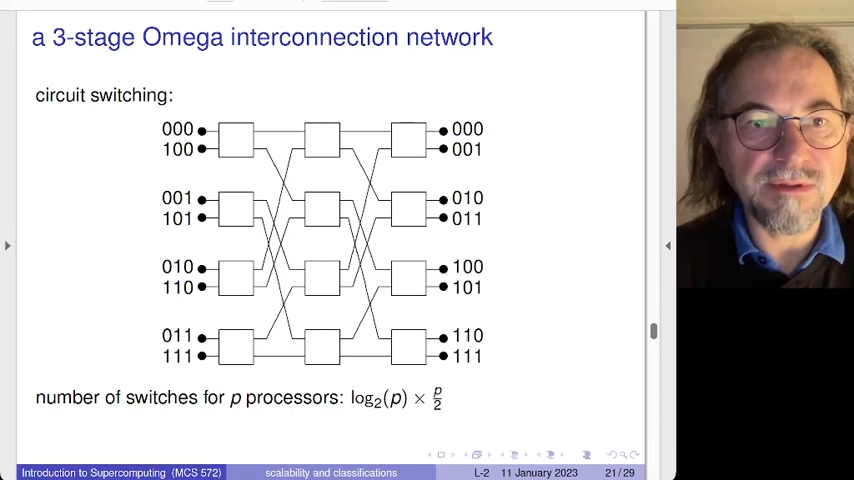 a 3-stage Omega interconnection network
circuit switching:
000 000
100 001
001 010
101 011
010 100
110 101
011 110
111 111
number of switches for p processors: log₂(p) × p/2
Introduction to Supercomputing (MCS 572) scalability and classifications L-2 11 January 2023 21 / 29